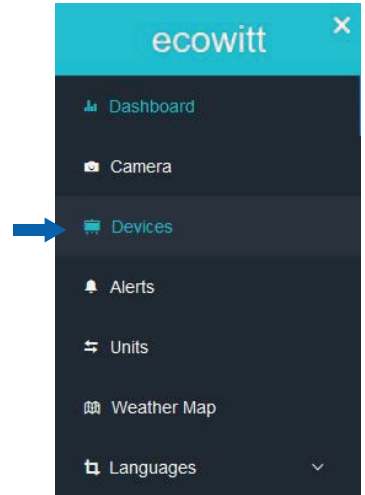 ecowitt
Dashboard
Camera
Devices
Alerts
Units
Weather Map
Languages